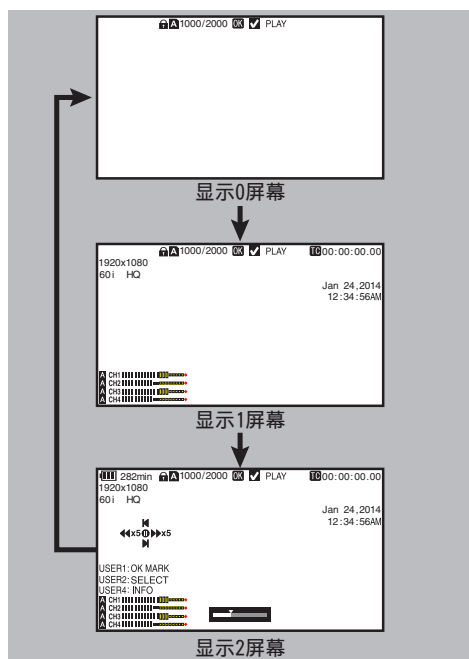 A 1000/2000 OK PLAY
显示0屏幕
A 1000/2000 OK PLAY TC 00:00:00.00
1920x1080
60i HQ
Jan 24,2014
12:34:56AM
A CH1
A CH2
A CH3
A CH4
显示1屏幕
282min A 1000/2000 OK PLAY TC 00:00:00.00
1920x1080
60i HQ
Jan 24,2014
12:34:56AM
x5 x5
USER1: OK MARK
USER2: SELECT
USER4: INFO
A CH1
A CH2
A CH3
A CH4
显示2屏幕